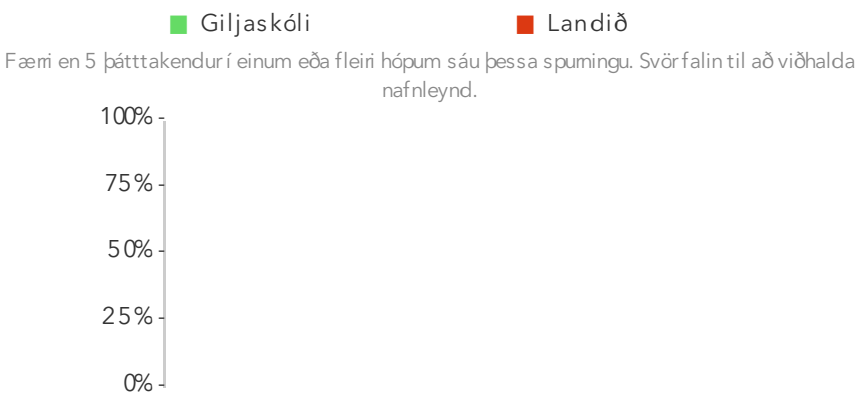 Giljaskóli Landið
Færri en 5 þátttakendur í einum eða fleiri hópum sáu þessa spurningu. Svör falin til að viðhalda
nafnleynd.
100%
75%
50%
25%
0%